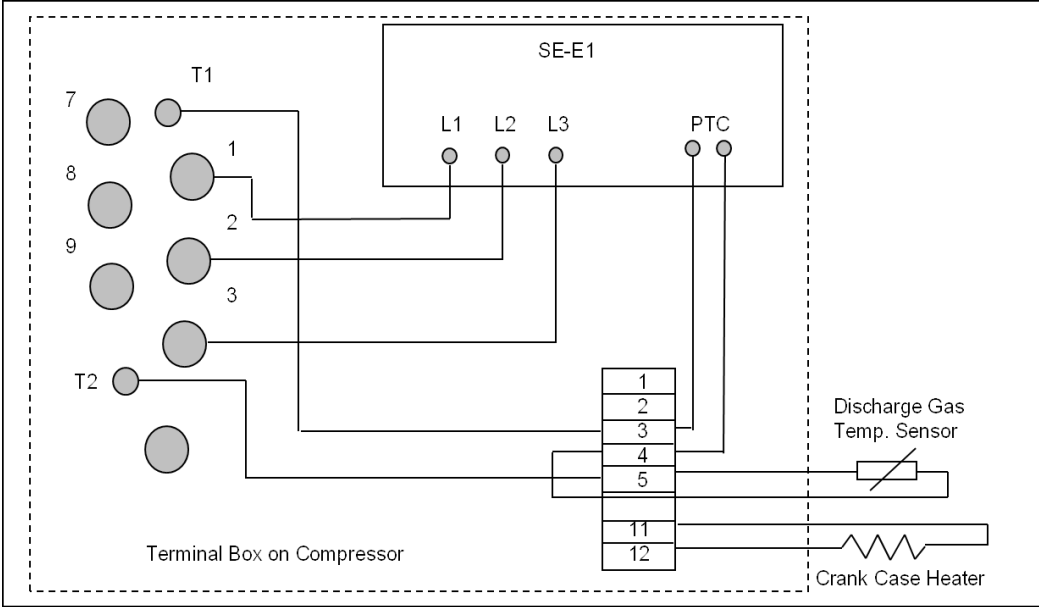 SE-E1
T1
7
L1 L2 L3 PTC
1
8
2
9
3
T2
1
2
3
4
5
11
12
Discharge Gas
Temp. Sensor
Terminal Box on Compressor
Crank Case Heater